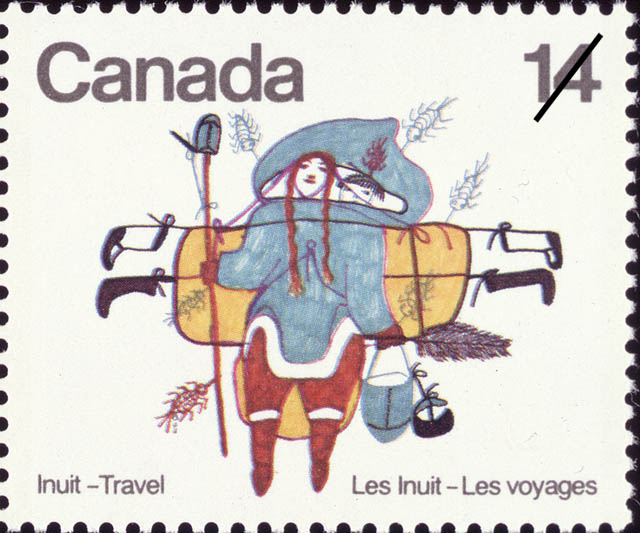 Canada 14
Inuit – Travel
Les Inuit – Les voyages